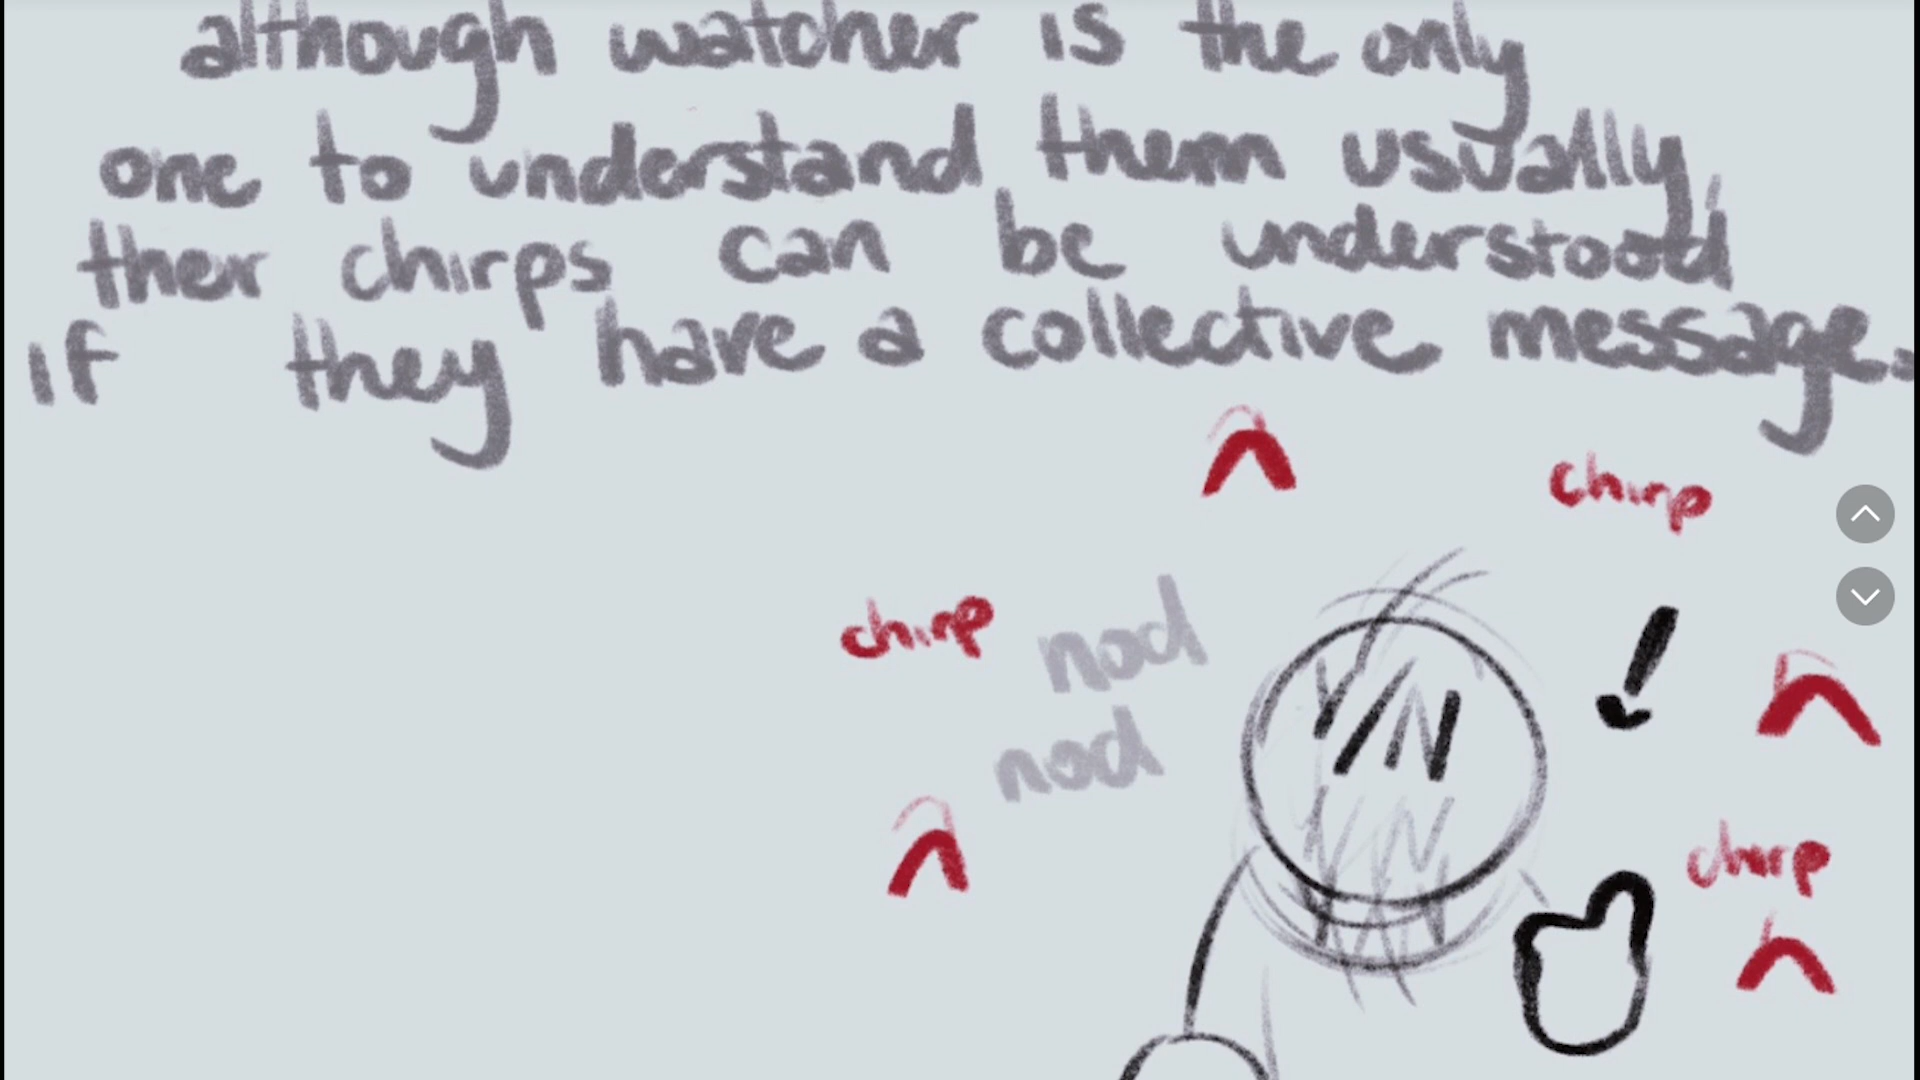 although watcher is the only
one to understand them usually,
their chirps can be understood
if they have a collective message.
chirp
chirp
nod
nod
chirp